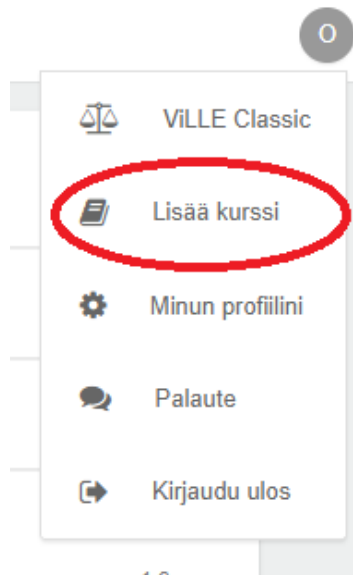 O
ViLLE Classic
Lisää kurssi
Minun profiilini
Palaute
Kirjaudu ulos